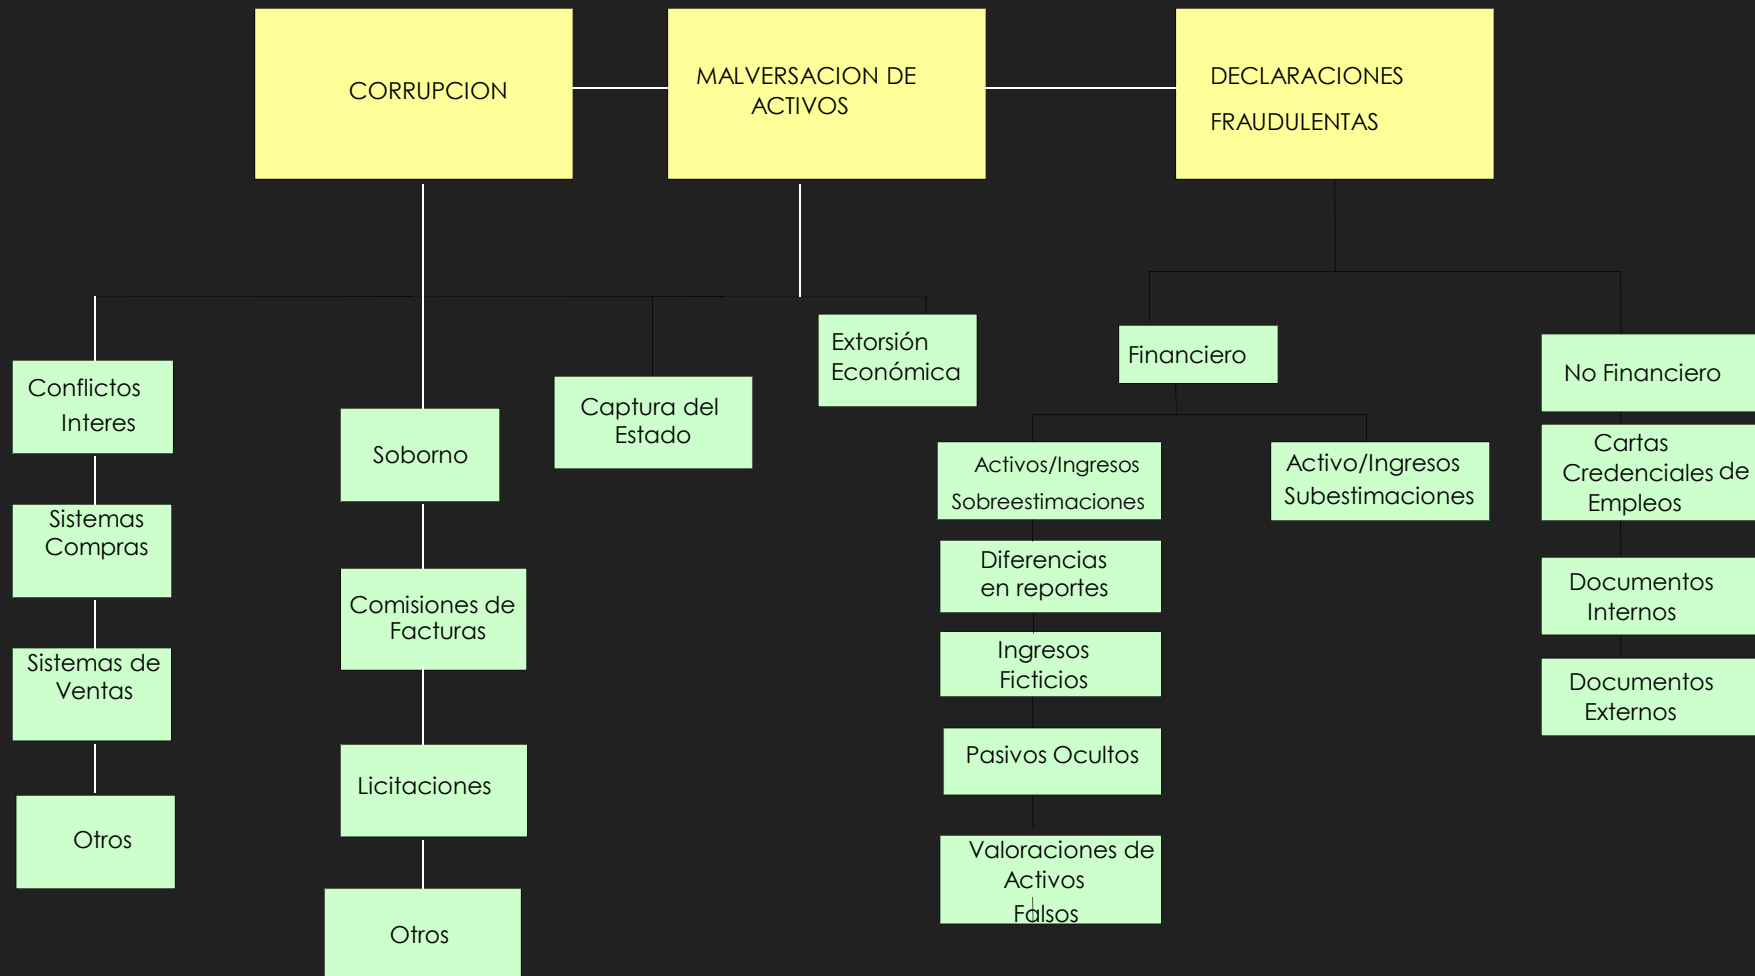 CORRUPCION
MALVERSACION DE
ACTIVOS
DECLARACIONES
FRAUDULENTAS
Conflictos
Interes
Sistemas
Compras
Sistemas de
Ventas
Otros
Soborno
Comisiones de
Facturas
Licitaciones
Otros
Captura del
Estado
Extorsión
Económica
Financiero
Activos/Ingresos
Sobreestimaciones
Diferencias
en reportes
Ingresos
Ficticios
Pasivos Ocultos
Valoraciones de
Activos
Falsos
Activo/Ingresos
Subestimaciones
No Financiero
Cartas
Credenciales de
Empleos
Documentos
Internos
Documentos
Externos